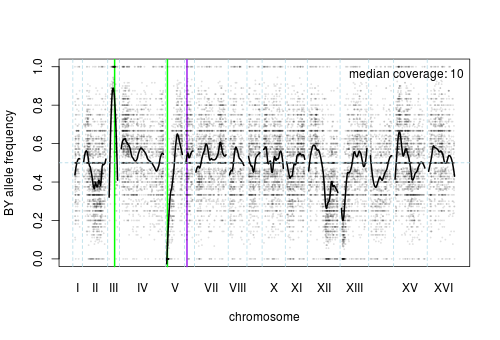 median coverage: 10
BY allele frequency
1.0
0.8
0.6
0.4
0.2
0.0
I II III IV V VII VIII X XI XII XIII XV XVI
chromosome